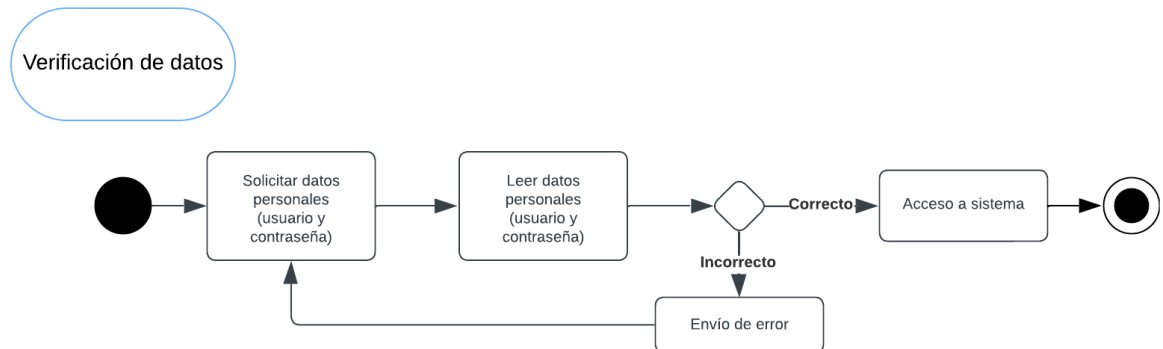 Verificación de datos
Solicitar datos
personales
(usuario y
contraseña)
Leer datos
personales
(usuario y
contraseña)
Correcto
Acceso a sistema
Incorrecto
Envío de error